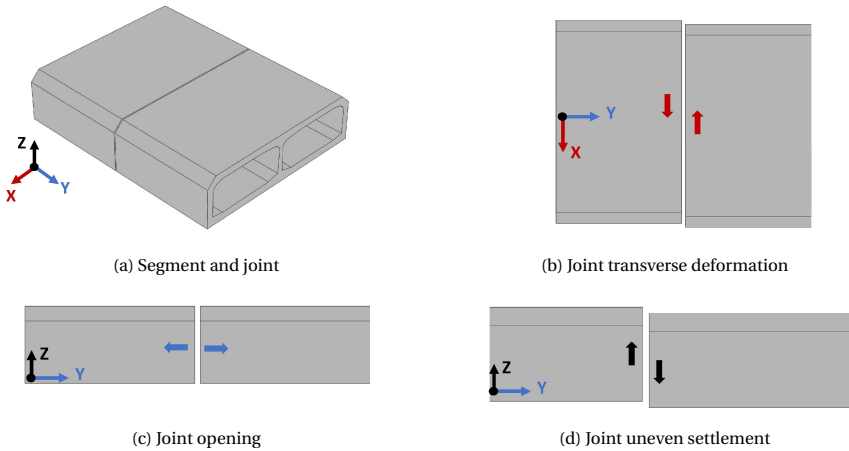 Z
X
Y
(a) Segment and joint
Y
X
(b) Joint transverse deformation
Z
Y
(c) Joint opening
Z
Y
(d) Joint uneven settlement